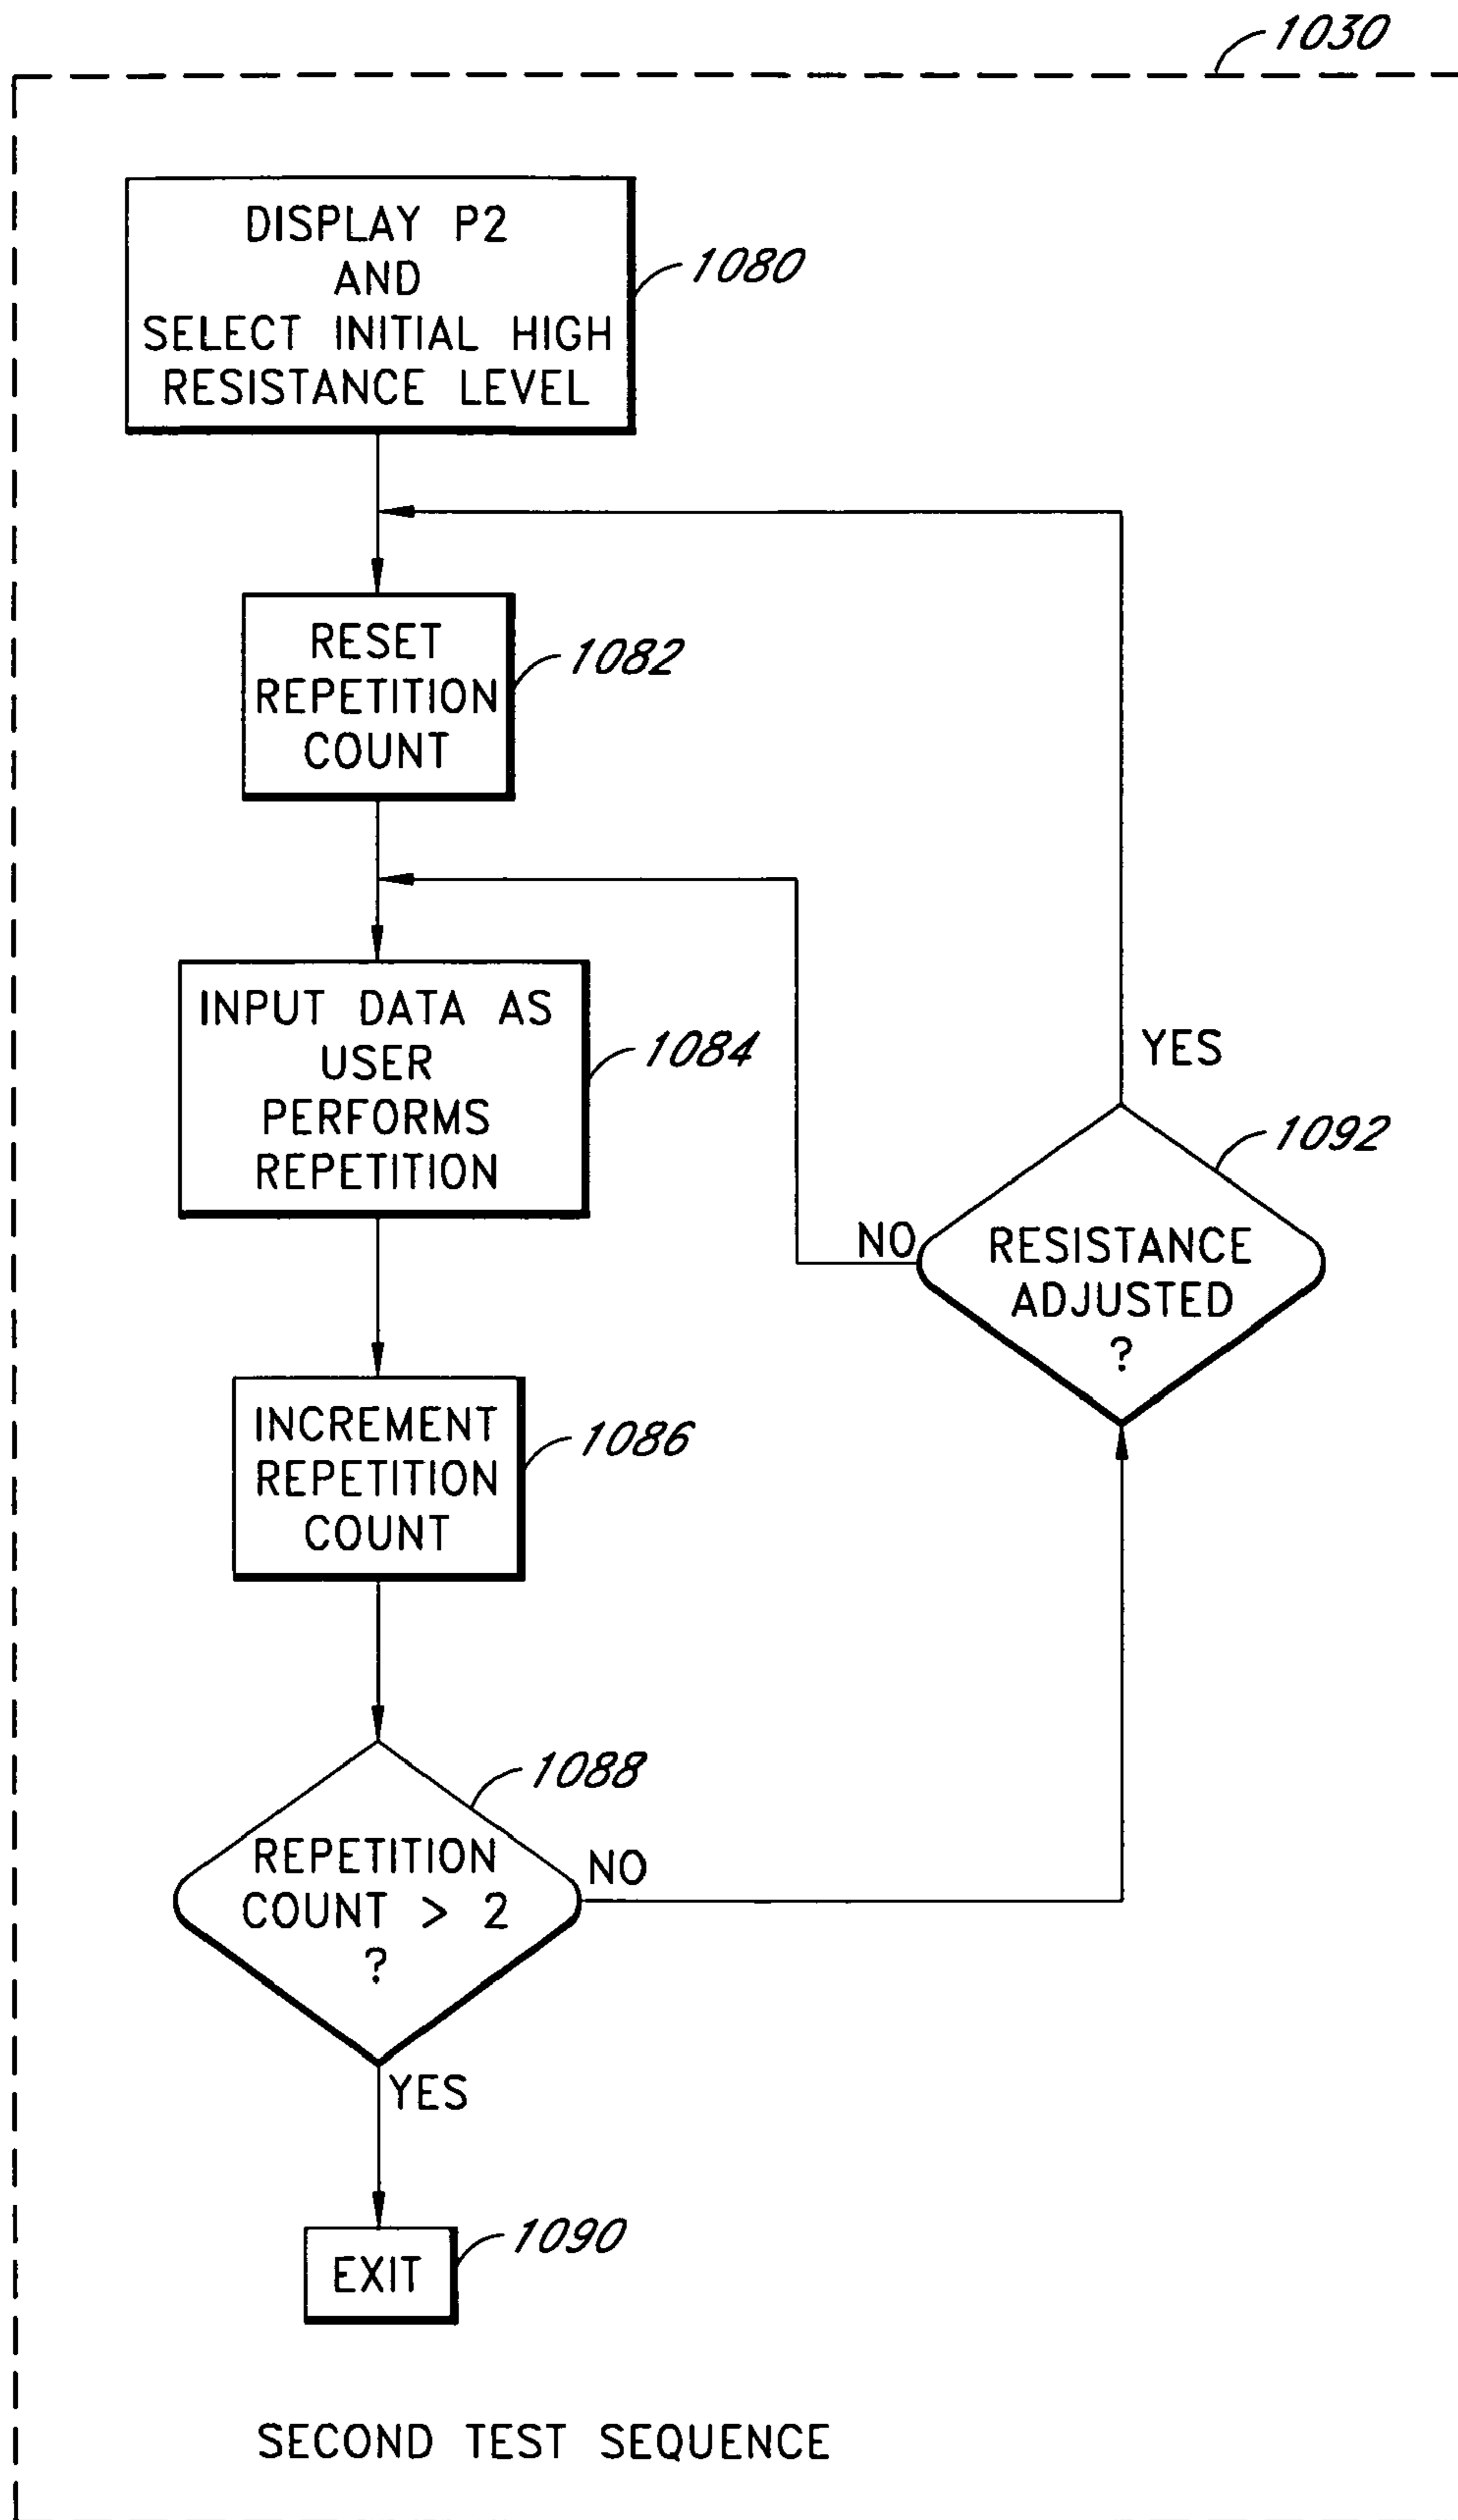 1030
DISPLAY P2
AND
SELECT INITIAL HIGH
RESISTANCE LEVEL
1080
RESET
REPETITION
COUNT
1082
INPUT DATA AS
USER
PERFORMS
REPETITION
1084
YES
1092
NO
RESISTANCE
ADJUSTED
?
INCREMENT
REPETITION
COUNT
1086
1088
REPETITION
COUNT > 2
?
NO
YES
1090
EXIT
SECOND TEST SEQUENCE